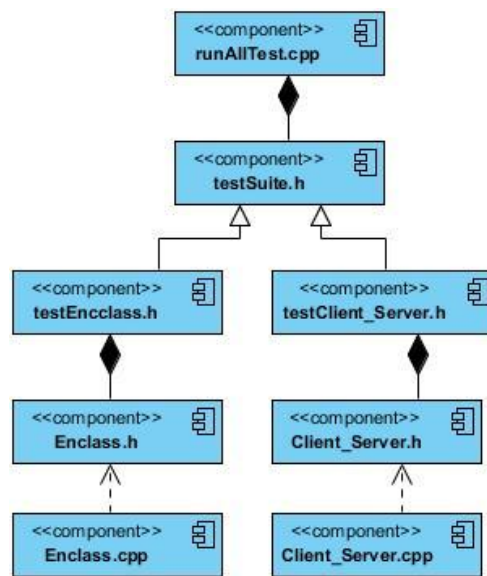 <<component>>
runAllTest.cpp
<<component>>
testSuite.h
<<component>>
testEncclass.h
<<component>>
testClient_Server.h
<<component>>
Enclass.h
<<component>>
Client_Server.h
<<component>>
Enclass.cpp
<<component>>
Client_Server.cpp